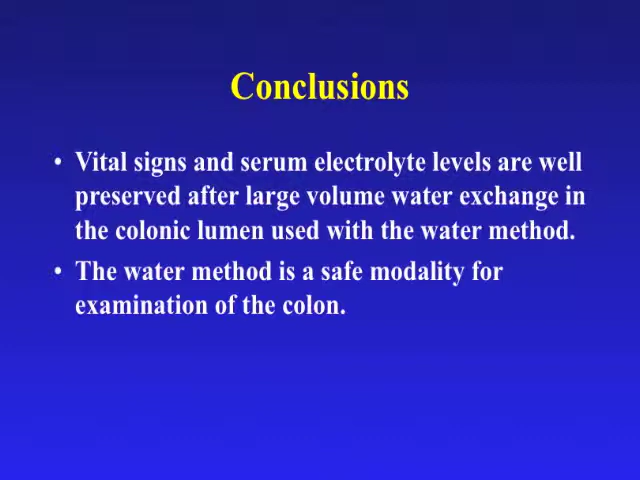 Conclusions
• Vital signs and serum electrolyte levels are well
preserved after large volume water exchange in
the colonic lumen used with the water method.
• The water method is a safe modality for
examination of the colon.